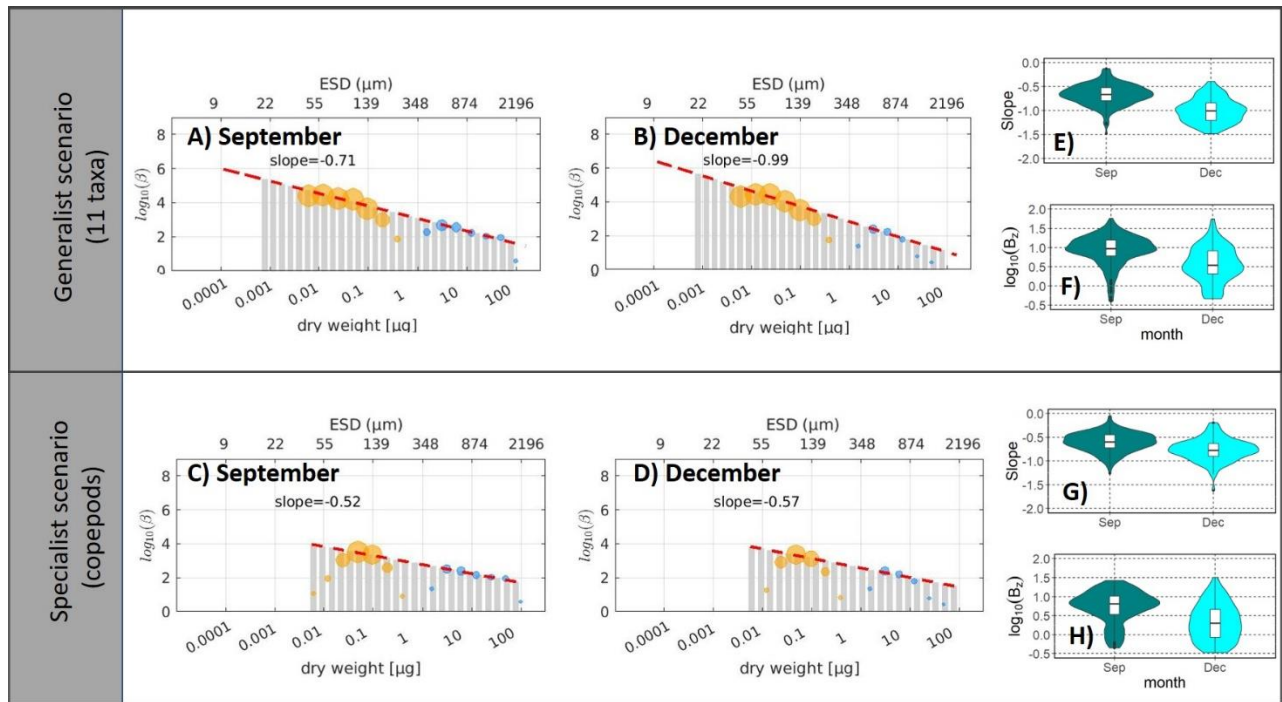 Generalist scenario
(11 taxa)
ESD (µm)
9 22 55 139 348 874 2196
A) September
slope=-0.71
log₁₀(β)
8
6
4
2
0
0.0001 0.001 0.01 0.1 1 10 100
dry weight [µg]
ESD (µm)
9 22 55 139 348 874 2196
B) December
slope=-0.99
log₁₀(β)
8
6
4
2
0
0.0001 0.001 0.01 0.1 1 10 100
dry weight [µg]
Slope
0.0
-0.5
-1.0
-1.5
-2.0
E)
Sep Dec
log₁₀(B_z)
2.0
1.5
1.0
0.5
0.0
-0.5
F)
Sep Dec
month
Specialist scenario
(copepods)
ESD (µm)
9 22 55 139 348 874 2196
C) September
slope=-0.52
log₁₀(β)
8
6
4
2
0
0.0001 0.001 0.01 0.1 1 10 100
dry weight [µg]
ESD (µm)
9 22 55 139 348 874 2196
D) December
slope=-0.57
log₁₀(β)
8
6
4
2
0
0.0001 0.001 0.01 0.1 1 10 100
dry weight [µg]
Slope
0.0
-0.5
-1.0
-1.5
-2.0
G)
Sep Dec
log₁₀(B_z)
2.0
1.5
1.0
0.5
0.0
-0.5
H)
Sep Dec
month